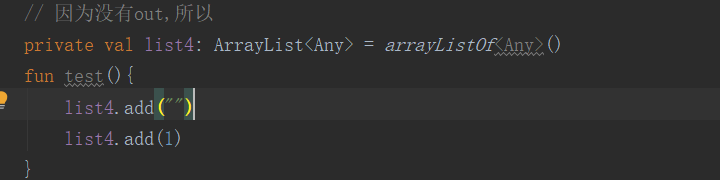 // 因为没有out,所以
private val list4: ArrayList<Any> = arrayListOf<Any>()
fun test(){
list4.add("")
list4.add(1)
}